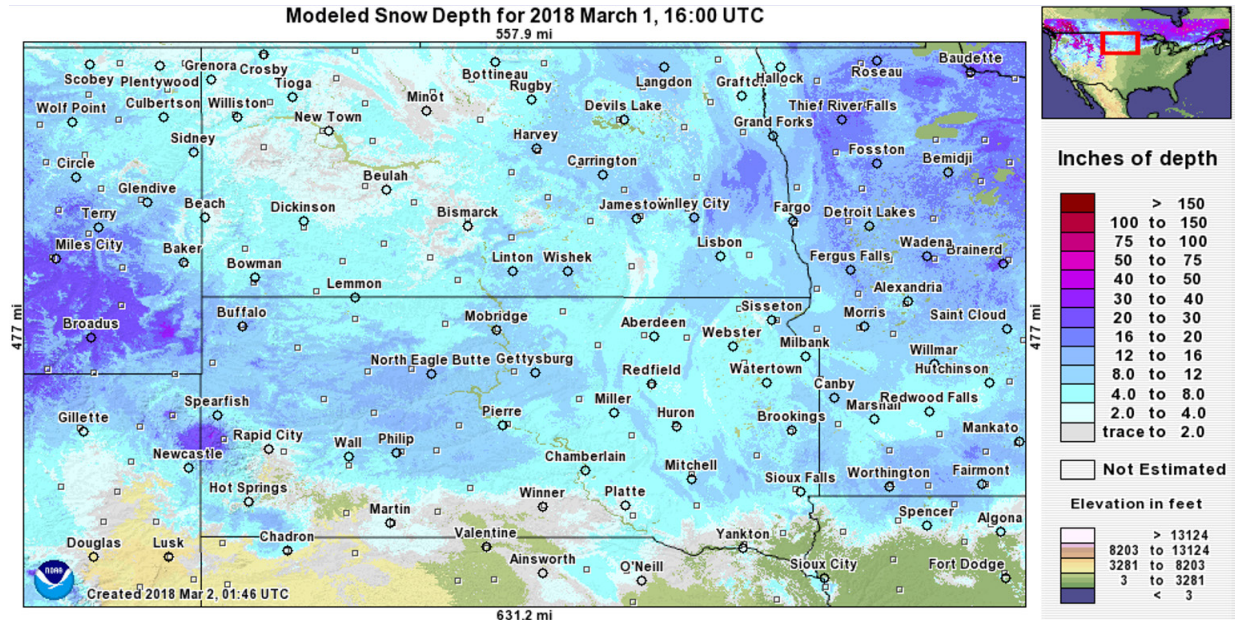 Modeled Snow Depth for 2018 March 1, 16:00 UTC
557.9 mi
Scobey Plentywood Grenora Crosby Bottineau Langdon Grafton Hallock Roseau Baudette
Wolf Point Culbertson Williston Tioga Minot Rugby Devils Lake Thief River Falls
New Town Grand Forks
Sidney Harvey Fosston Bemidji
Circle Carrington
Glendive Beulah
Terry Beach Dickinson Bismarck Jamestown Valley City Fargo Detroit Lakes
Miles City Baker Lisbon Wadena Brainerd
Bowman Linton Wishek Fergus Falls
Lemmon Alexandria
Buffalo Mobridge Sisseton Morris Saint Cloud
Broadus Aberdeen Webster
Milbank Willmar
North Eagle Butte Gettysburg Redfield Watertown Hutchinson
Canby
Spearfish Miller Marshall Redwood Falls
Gillette Pierre Huron Brookings
Rapid City Wall Philip Mankato
Newcastle Chamberlain Mitchell
Hot Springs Winner Platte Sioux Falls Worthington Fairmont
Martin Spencer Algona
Douglas Lusk Chadron Valentine Yankton
Ainsworth O'Neill Sioux City Fort Dodge
477 mi
477 mi
NOAA
Created 2018 Mar 2, 01:46 UTC
631.2 mi
Inches of depth
> 150
100 to 150
75 to 100
50 to 75
40 to 50
30 to 40
20 to 30
16 to 20
12 to 16
8.0 to 12
4.0 to 8.0
2.0 to 4.0
trace to 2.0
Not Estimated
Elevation in feet
> 13124
8203 to 13124
3281 to 8203
3 to 3281
< 3